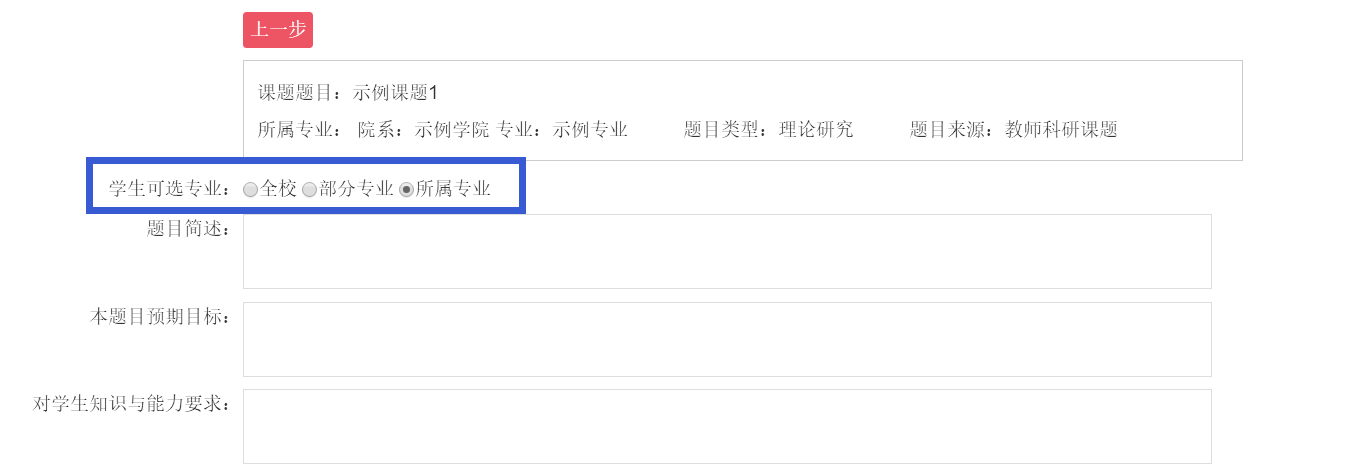 上一步
课题题目：示例课题1
所属专业： 院系：示例学院 专业：示例专业 题目类型：理论研究 题目来源：教师科研课题
学生可选专业：全校 部分专业 所属专业
题目简述：
本题目预期目标：
对学生知识与能力要求：